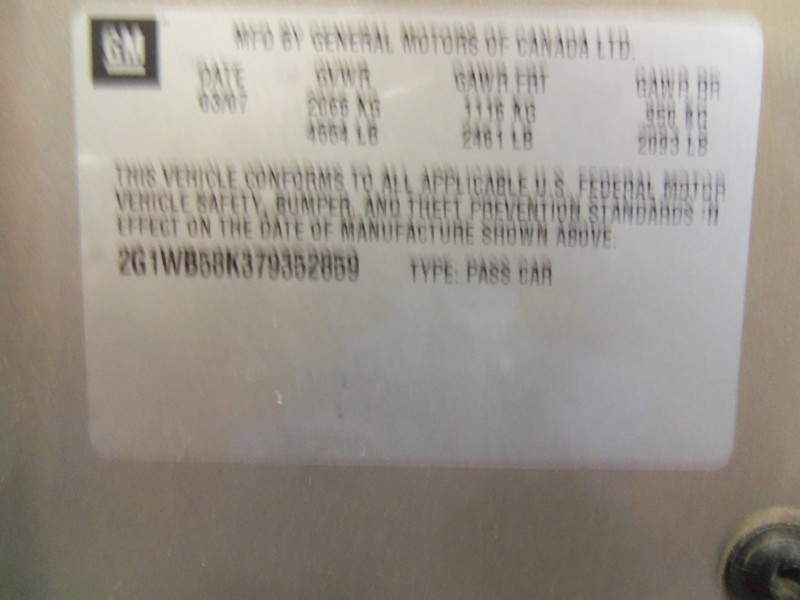 GM
MFD BY GENERAL MOTORS OF CANADA LTD.
DATE GVWR GAWR FRT GAWR RR
03/07 2066 KG 1116 KG 950 KG
4554 LB 2461 LB 2093 LB
THIS VEHICLE CONFORMS TO ALL APPLICABLE U.S. FEDERAL MOTOR
VEHICLE SAFETY, BUMPER, AND THEFT PREVENTION STANDARDS IN
EFFECT ON THE DATE OF MANUFACTURE SHOWN ABOVE.
2G1WB58K379352859 TYPE: PASS CAR